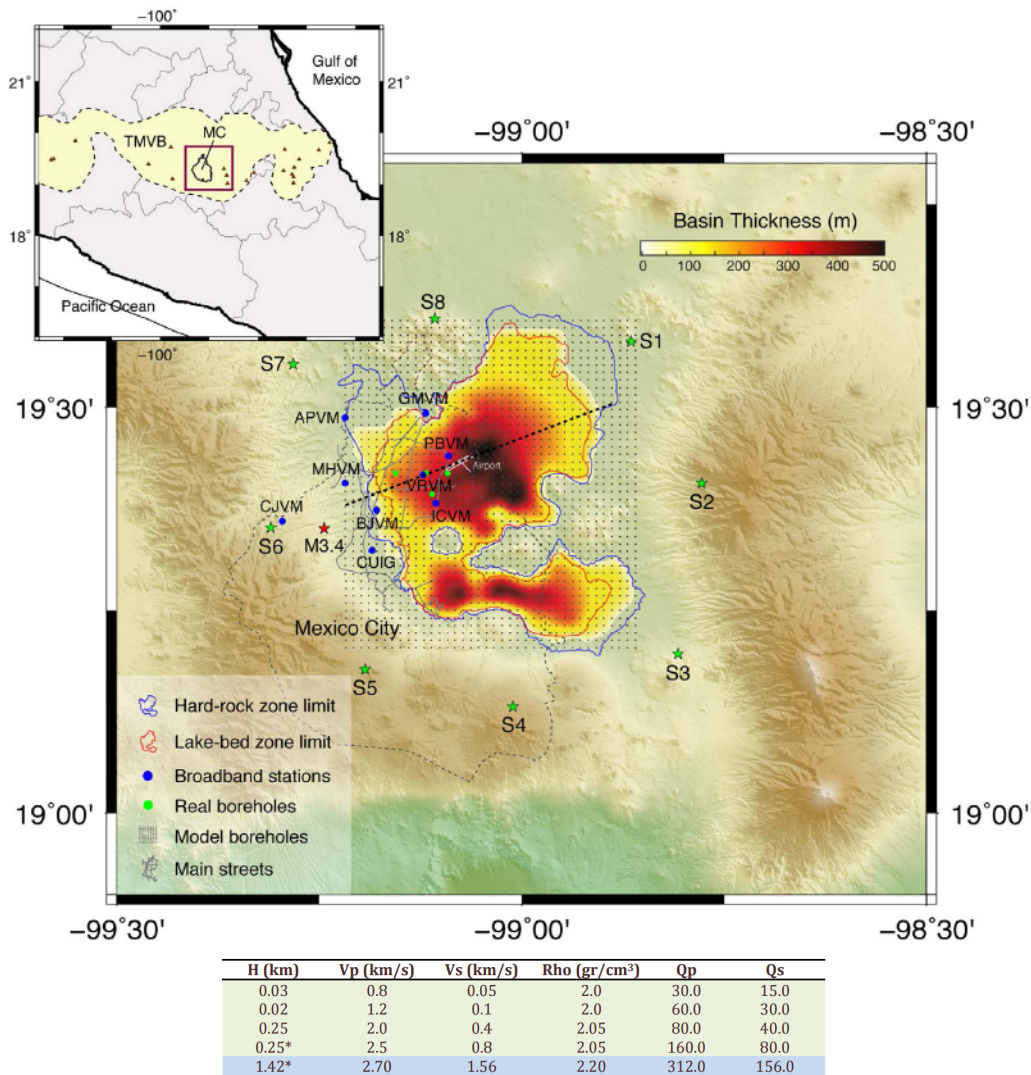 −100°
Gulf of
Mexico
21°
21°
TMVB
MC
18°
18°
Pacific Ocean
−100°
−99°00'
−98°30'
Basin Thickness (m)
0 100 200 300 400 500
S8
S1
S7
19°30'
19°30'
GMVM
APVM
PBVM
Airport
MHVM
VRVM
S2
CJVM
ICVM
BJVM
S6
M3.4
CUIG
Mexico City
S3
S5
S4
Hard-rock zone limit
Lake-bed zone limit
Broadband stations
Real boreholes
Model boreholes
Main streets
19°00'
19°00'
−99°30'
−99°00'
−98°30'
H (km) Vp (km/s) Vs (km/s) Rho (gr/cm³) Qp Qs
0.03 0.8 0.05 2.0 30.0 15.0
0.02 1.2 0.1 2.0 60.0 30.0
0.25 2.0 0.4 2.05 80.0 40.0
0.25* 2.5 0.8 2.05 160.0 80.0
1.42* 2.70 1.56 2.20 312.0 156.0